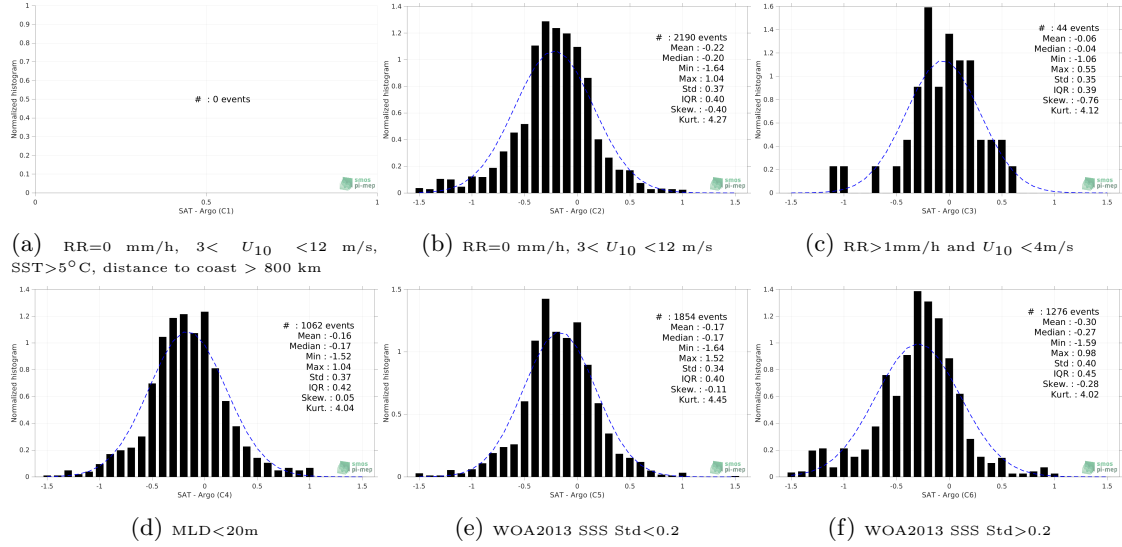 Normalized histogram
1
0.9
0.8
0.7
0.6
0.5
0.4
0.3
0.2
0.1
0
# : 0 events
0 0.5 1
SAT - Argo (C1)
smos
pi-mep
(a) RR=0 mm/h, 3< U10 <12 m/s,
SST>5°C, distance to coast > 800 km
Normalized histogram
1.4
1.2
1
0.8
0.6
0.4
0.2
0
# : 2190 events
Mean : -0.22
Median : -0.20
Min : -1.64
Max : 1.04
Std : 0.37
IQR : 0.40
Skew. : -0.40
Kurt. : 4.27
-1.5 -1 -0.5 0 0.5 1 1.5
SAT - Argo (C2)
smos
pi-mep
(b) RR=0 mm/h, 3< U10 <12 m/s
Normalized histogram
1.6
1.4
1.2
1
0.8
0.6
0.4
0.2
0
# : 44 events
Mean : -0.06
Median : -0.04
Min : -1.06
Max : 0.55
Std : 0.35
IQR : 0.39
Skew. : -0.76
Kurt. : 4.12
-1.5 -1 -0.5 0 0.5 1 1.5
SAT - Argo (C3)
smos
pi-mep
(c) RR>1mm/h and U10 <4m/s
Normalized histogram
1.4
1.2
1
0.8
0.6
0.4
0.2
0
# : 1062 events
Mean : -0.16
Median : -0.17
Min : -1.52
Max : 1.04
Std : 0.37
IQR : 0.42
Skew. : 0.05
Kurt. : 4.04
-1.5 -1 -0.5 0 0.5 1 1.5
SAT - Argo (C4)
smos
pi-mep
(d) MLD<20m
Normalized histogram
1.5
1
0.5
0
# : 1854 events
Mean : -0.17
Median : -0.17
Min : -1.64
Max : 1.52
Std : 0.34
IQR : 0.40
Skew. : -0.11
Kurt. : 4.45
-1.5 -1 -0.5 0 0.5 1 1.5
SAT - Argo (C5)
smos
pi-mep
(e) WOA2013 SSS Std<0.2
Normalized histogram
1.4
1.2
1
0.8
0.6
0.4
0.2
0
# : 1276 events
Mean : -0.30
Median : -0.27
Min : -1.59
Max : 0.98
Std : 0.40
IQR : 0.45
Skew. : -0.28
Kurt. : 4.02
-1.5 -1 -0.5 0 0.5 1 1.5
SAT - Argo (C6)
smos
pi-mep
(f) WOA2013 SSS Std>0.2